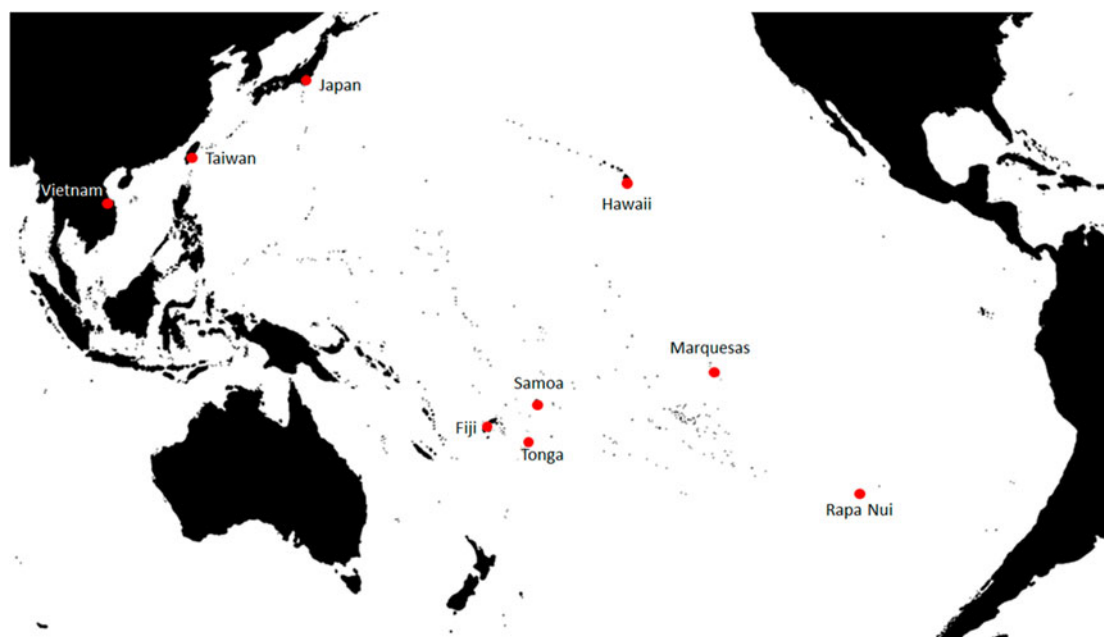 Japan
Taiwan
Vietnam
Hawaii
Marquesas
Samoa
Fiji
Tonga
Rapa Nui